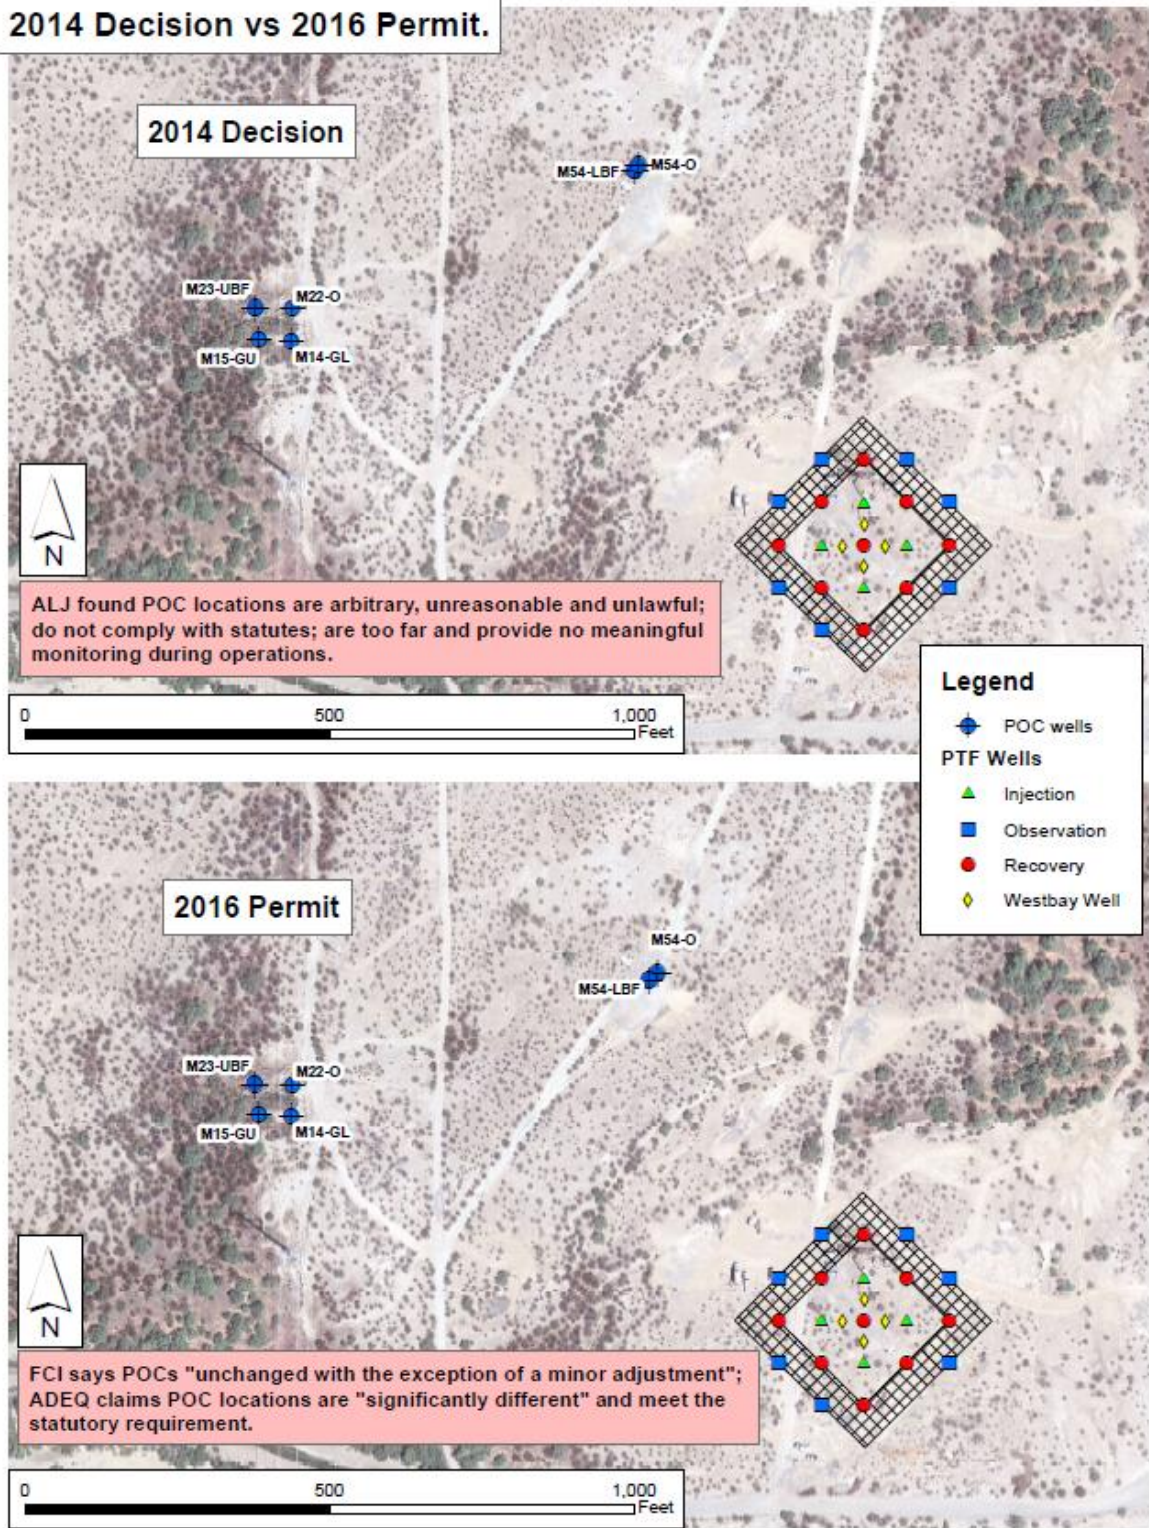 2014 Decision vs 2016 Permit.
2014 Decision
M54-LBF
M54-O
M23-UBF
M22-O
M15-GU
M14-GL
N
ALJ found POC locations are arbitrary, unreasonable and unlawful;
do not comply with statutes; are too far and provide no meaningful
monitoring during operations.
0 500 1,000
Feet
Legend
POC wells
PTF Wells
Injection
Observation
Recovery
Westbay Well
2016 Permit
M54-O
M54-LBF
M23-UBF
M22-O
M15-GU
M14-GL
N
FCI says POCs "unchanged with the exception of a minor adjustment";
ADEQ claims POC locations are "significantly different" and meet the
statutory requirement.
0 500 1,000
Feet